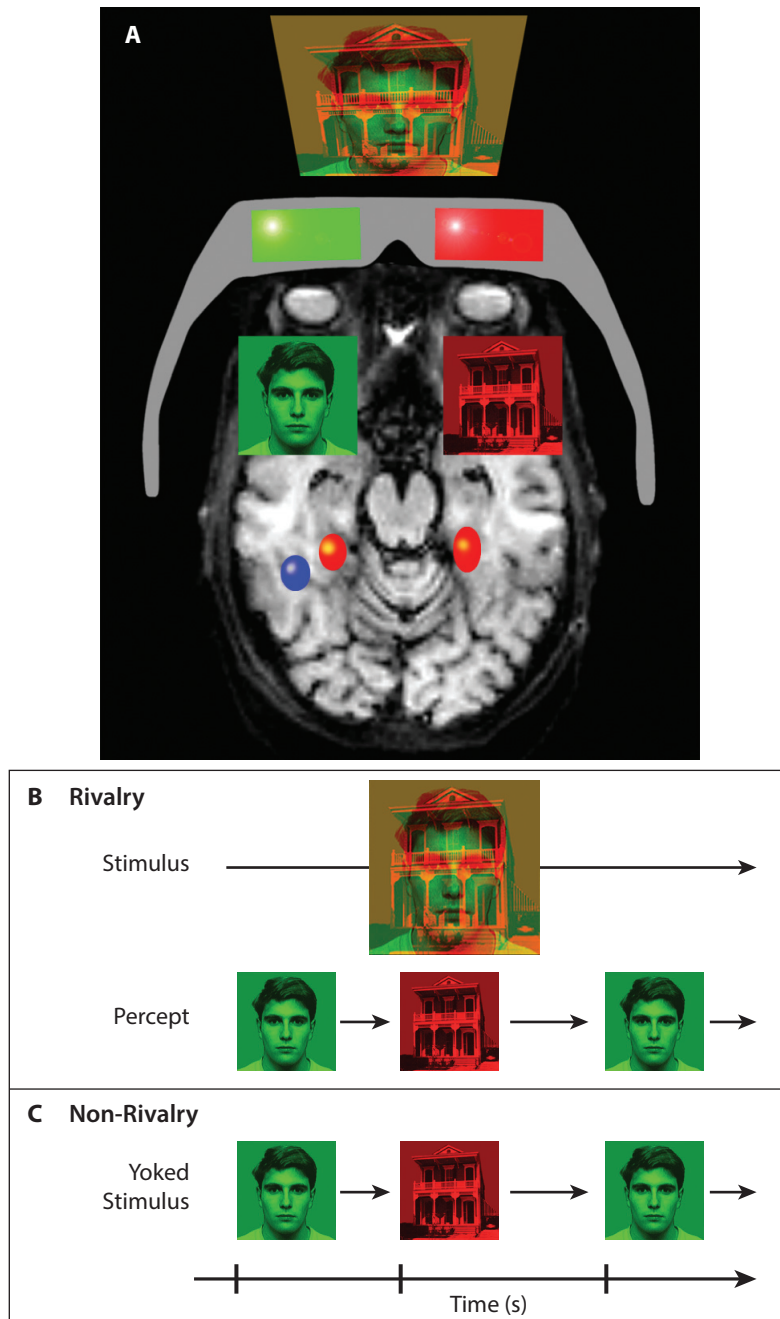 A
B Rivalry
Stimulus
Percept
C Non-Rivalry
Yoked
Stimulus
Time (s)